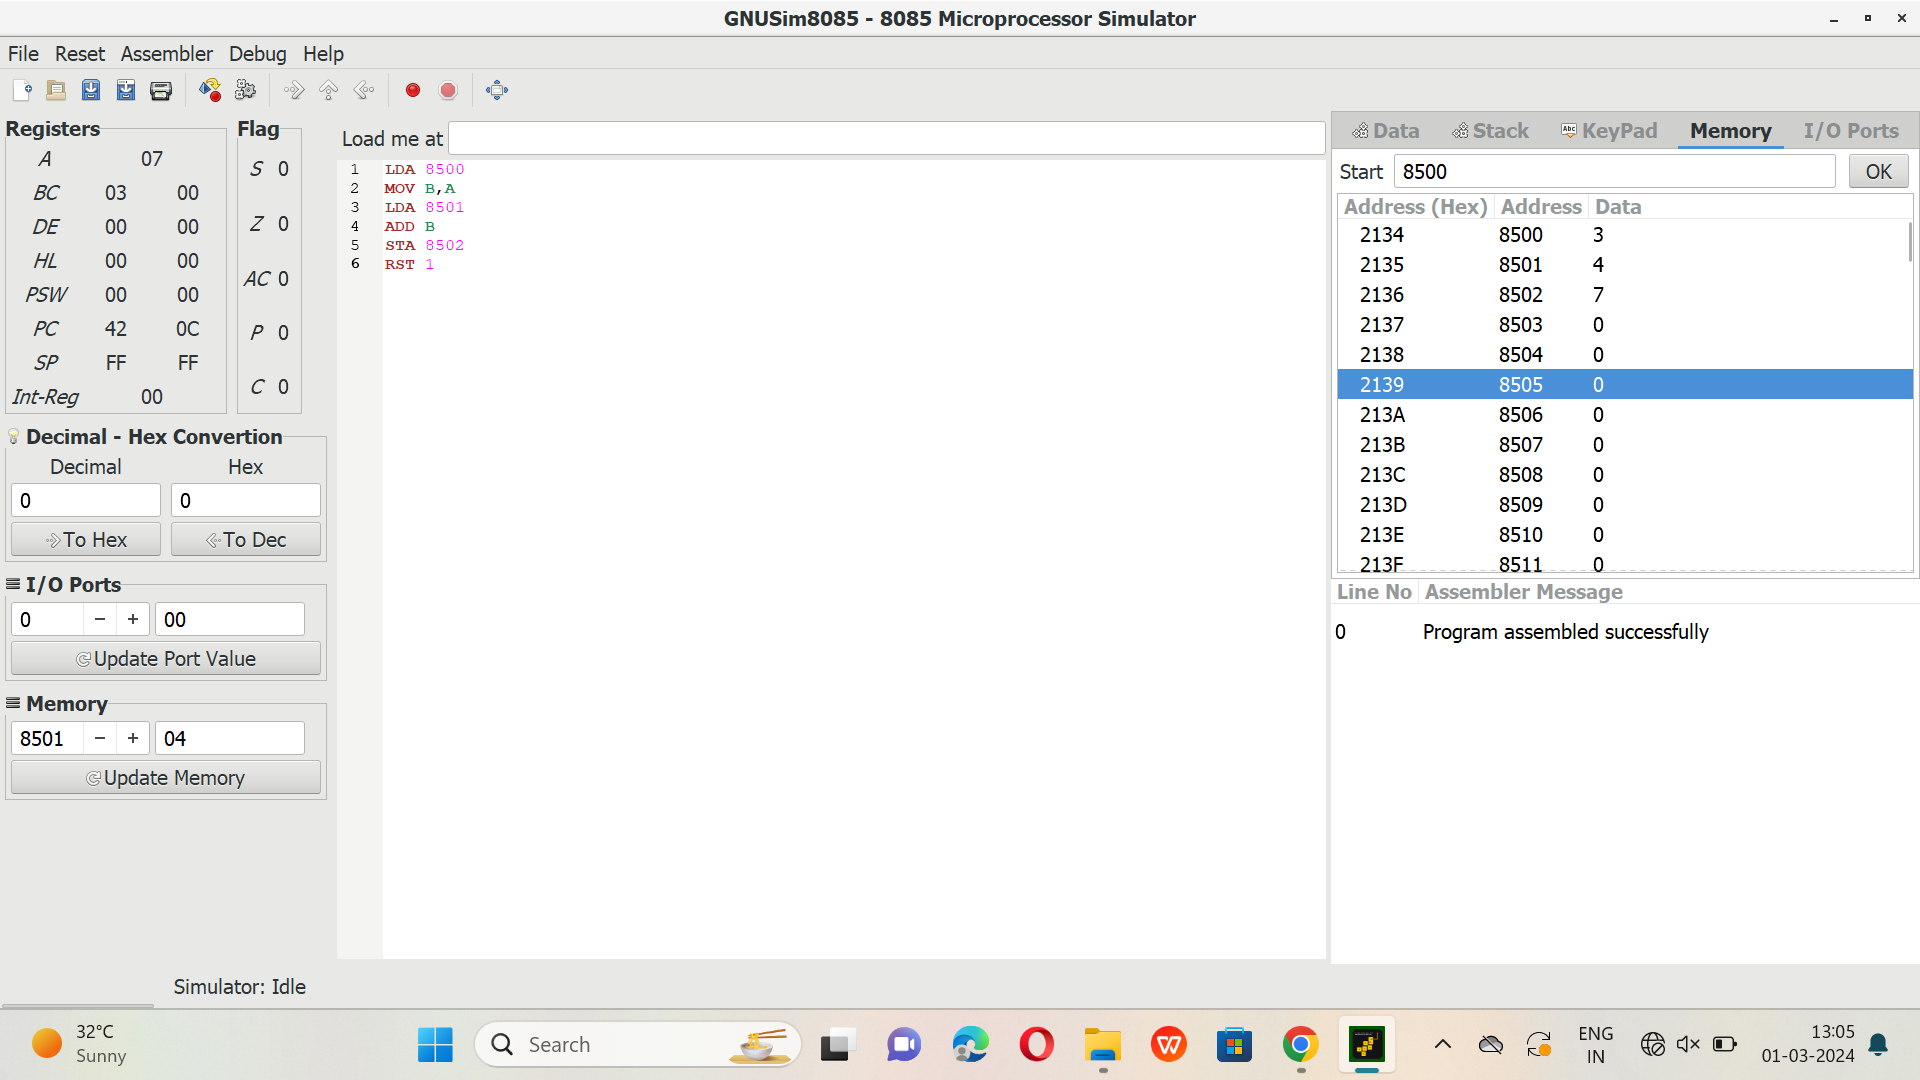 GNUSim8085 - 8085 Microprocessor Simulator
File Reset Assembler Debug Help
Registers
A 07
BC 03 00
DE 00 00
HL 00 00
PSW 00 00
PC 42 0C
SP FF FF
Int-Reg 00
Flag
S 0
Z 0
AC 0
P 0
C 0
Decimal - Hex Convertion
Decimal Hex
0 0
To Hex To Dec
I/O Ports
0 − + 00
Update Port Value
Memory
8501 − + 04
Update Memory
Load me at
1 LDA 8500
2 MOV B,A
3 LDA 8501
4 ADD B
5 STA 8502
6 RST 1
Data Stack Abc KeyPad Memory I/O Ports
Start 8500 OK
Address (Hex) Address Data
2134 8500 3
2135 8501 4
2136 8502 7
2137 8503 0
2138 8504 0
2139 8505 0
213A 8506 0
213B 8507 0
213C 8508 0
213D 8509 0
213E 8510 0
213F 8511 0
Line No Assembler Message
0 Program assembled successfully
Simulator: Idle
32°C
Sunny
Search
W
ENG
IN
13:05
01-03-2024